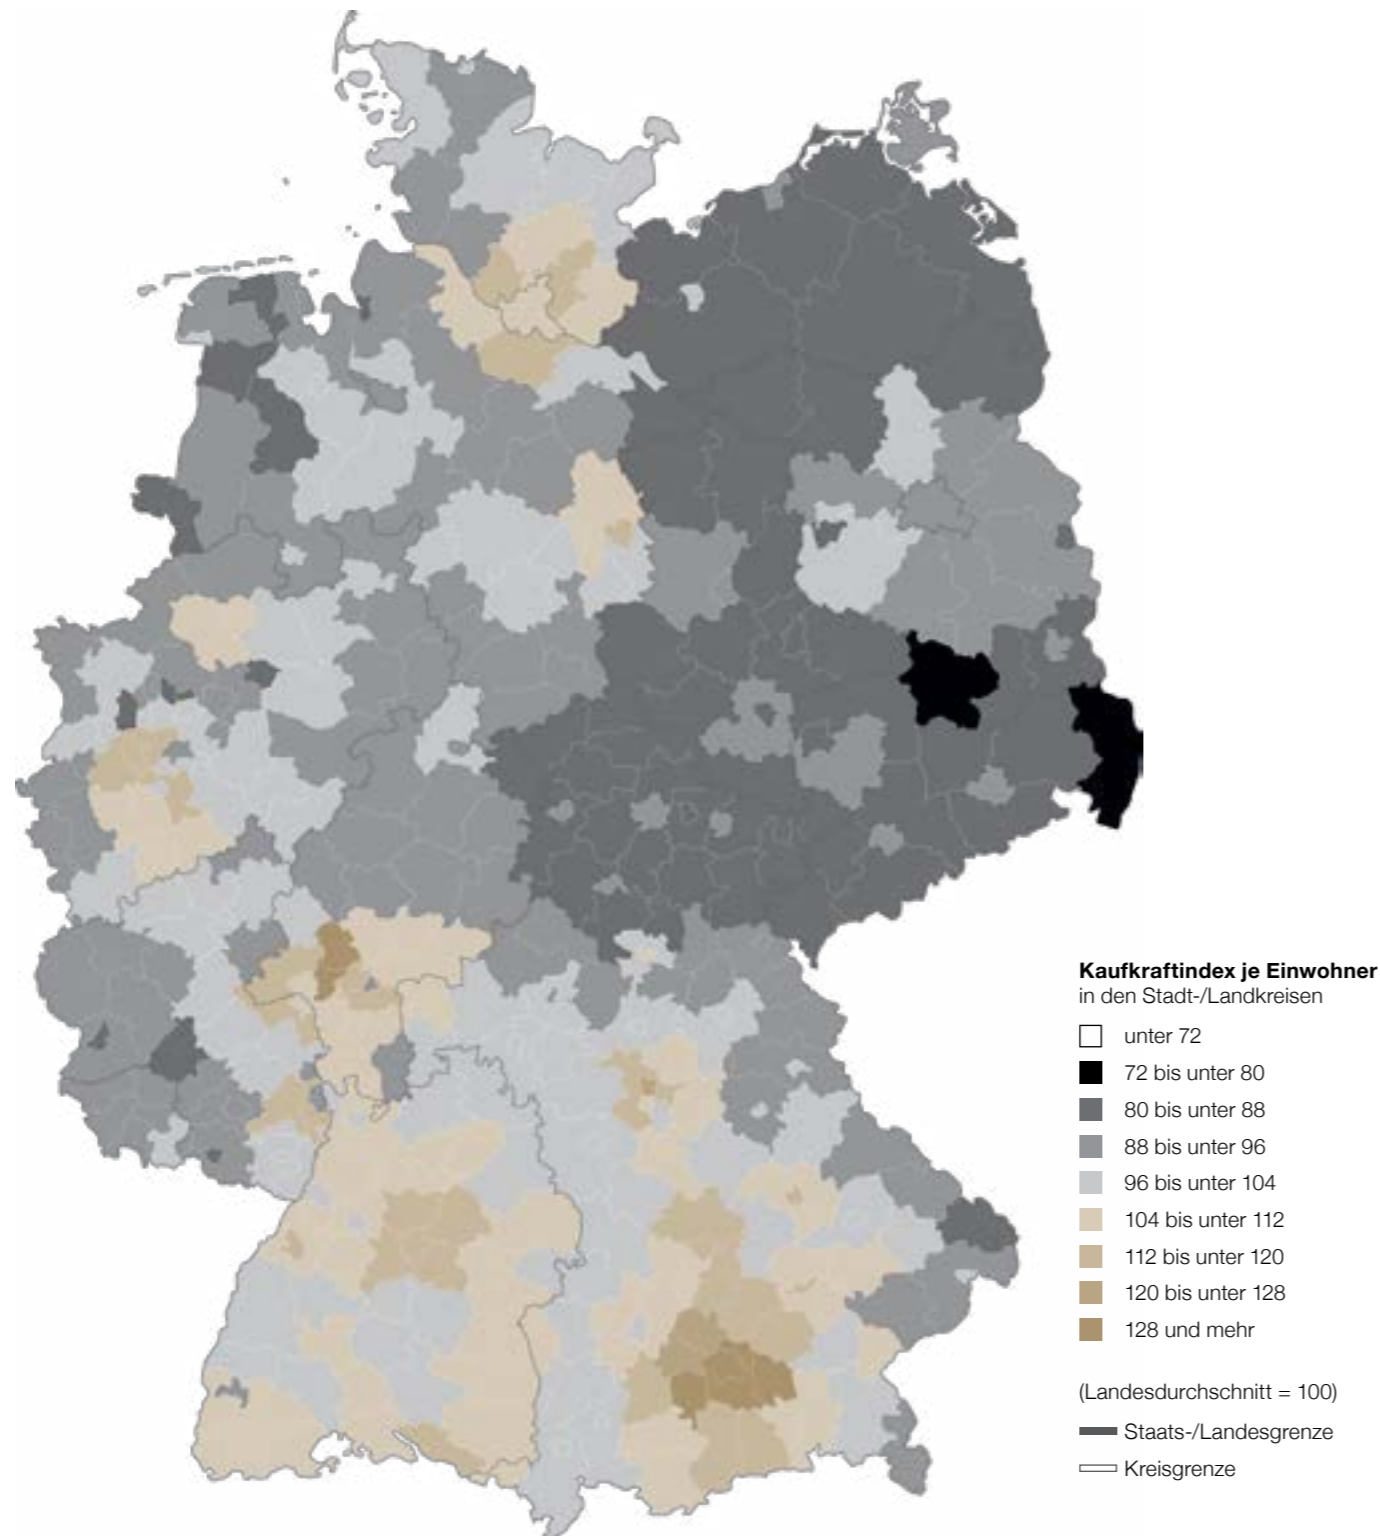 Kaufkraftindex je Einwohner
in den Stadt-/Landkreisen
unter 72
72 bis unter 80
80 bis unter 88
88 bis unter 96
96 bis unter 104
104 bis unter 112
112 bis unter 120
120 bis unter 128
128 und mehr
(Landesdurchschnitt = 100)
Staats-/Landesgrenze
Kreisgrenze